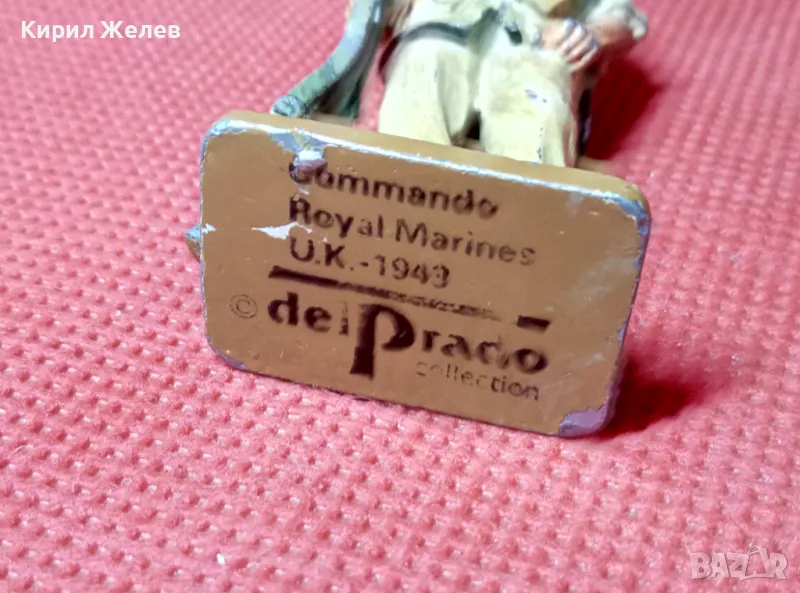 Кирил Желев
Commando
Royal Marines
U.K.-1943
© del Prado
collection
BAZAR